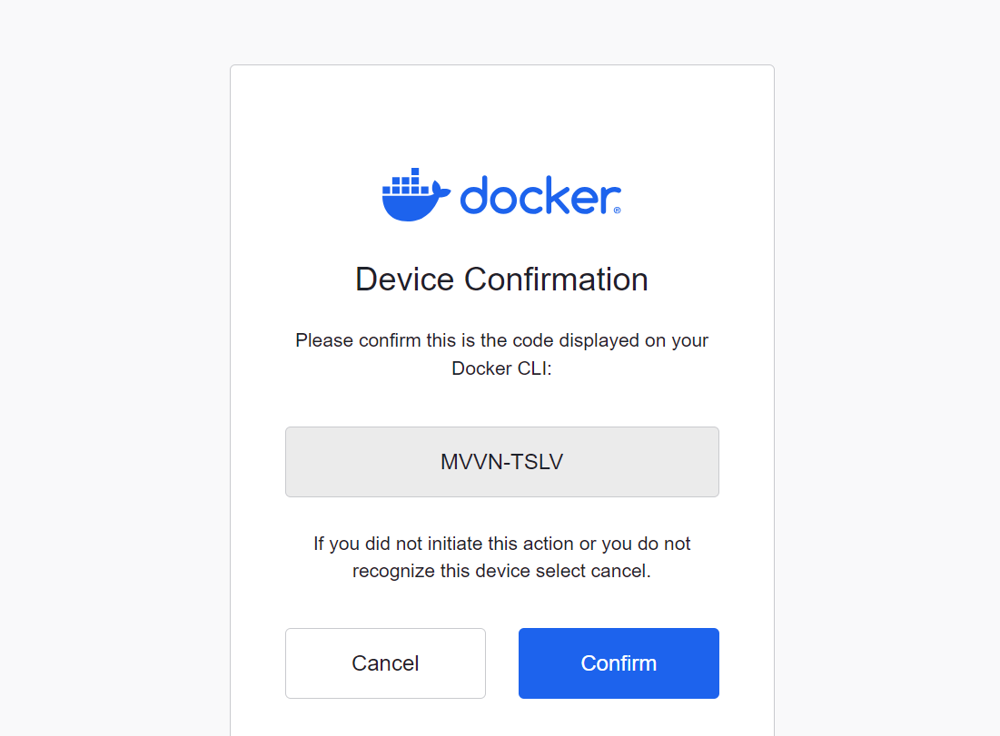 docker®
Device Confirmation
Please confirm this is the code displayed on your
Docker CLI:
MVVN-TSLV
If you did not initiate this action or you do not
recognize this device select cancel.
Cancel
Confirm